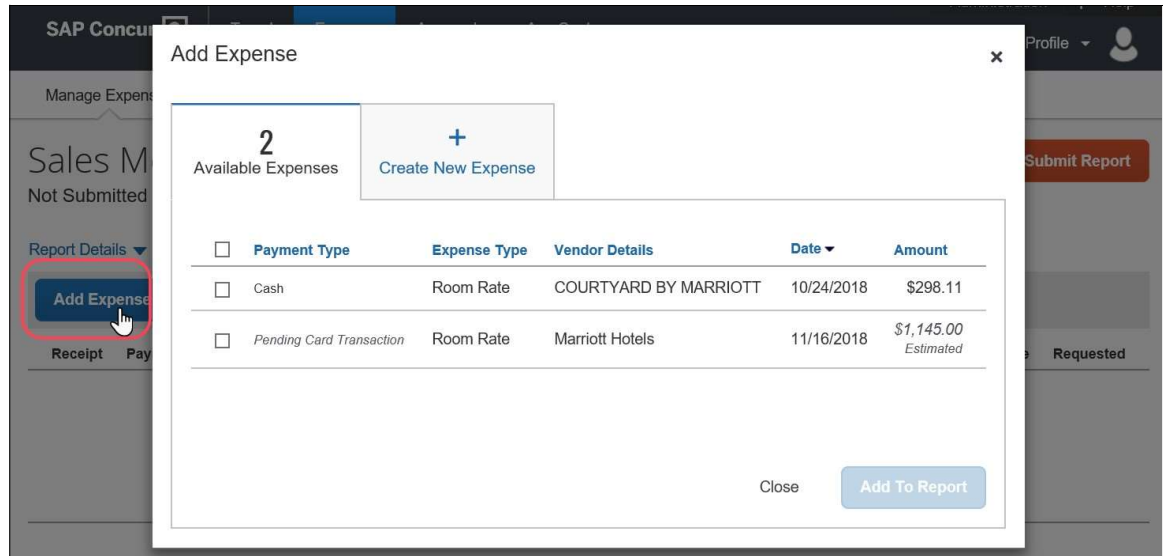 SAP Concur
Profile
Manage Expens
Sales M
Not Submitted
Submit Report
Report Details
Add Expense
Receipt Pay
Requested
Add Expense
×
2
Available Expenses
+
Create New Expense
Payment Type Expense Type Vendor Details Date Amount
Cash Room Rate COURTYARD BY MARRIOTT 10/24/2018 $298.11
Pending Card Transaction Room Rate Marriott Hotels 11/16/2018 $1,145.00
Estimated
Close Add To Report